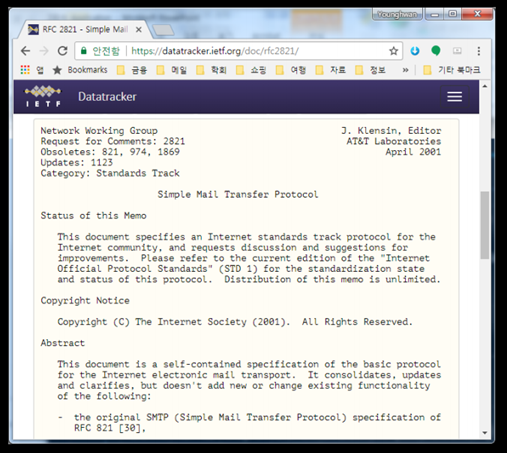 Younghwan
RFC 2821 - Simple Mail
안전함 https://datatracker.ietf.org/doc/rfc2821/
앱 Bookmarks 금융 메일 학회 쇼핑 여행 자료 정보 » 기타 북마크
I E T F Datatracker
Network Working Group J. Klensin, Editor
Request for Comments: 2821 AT&T Laboratories
Obsoletes: 821, 974, 1869 April 2001
Updates: 1123
Category: Standards Track
Simple Mail Transfer Protocol
Status of this Memo
This document specifies an Internet standards track protocol for the
Internet community, and requests discussion and suggestions for
improvements. Please refer to the current edition of the "Internet
Official Protocol Standards" (STD 1) for the standardization state
and status of this protocol. Distribution of this memo is unlimited.
Copyright Notice
Copyright (C) The Internet Society (2001). All Rights Reserved.
Abstract
This document is a self-contained specification of the basic protocol
for the Internet electronic mail transport. It consolidates, updates
and clarifies, but doesn't add new or change existing functionality
of the following:
- the original SMTP (Simple Mail Transfer Protocol) specification of
RFC 821 [30],